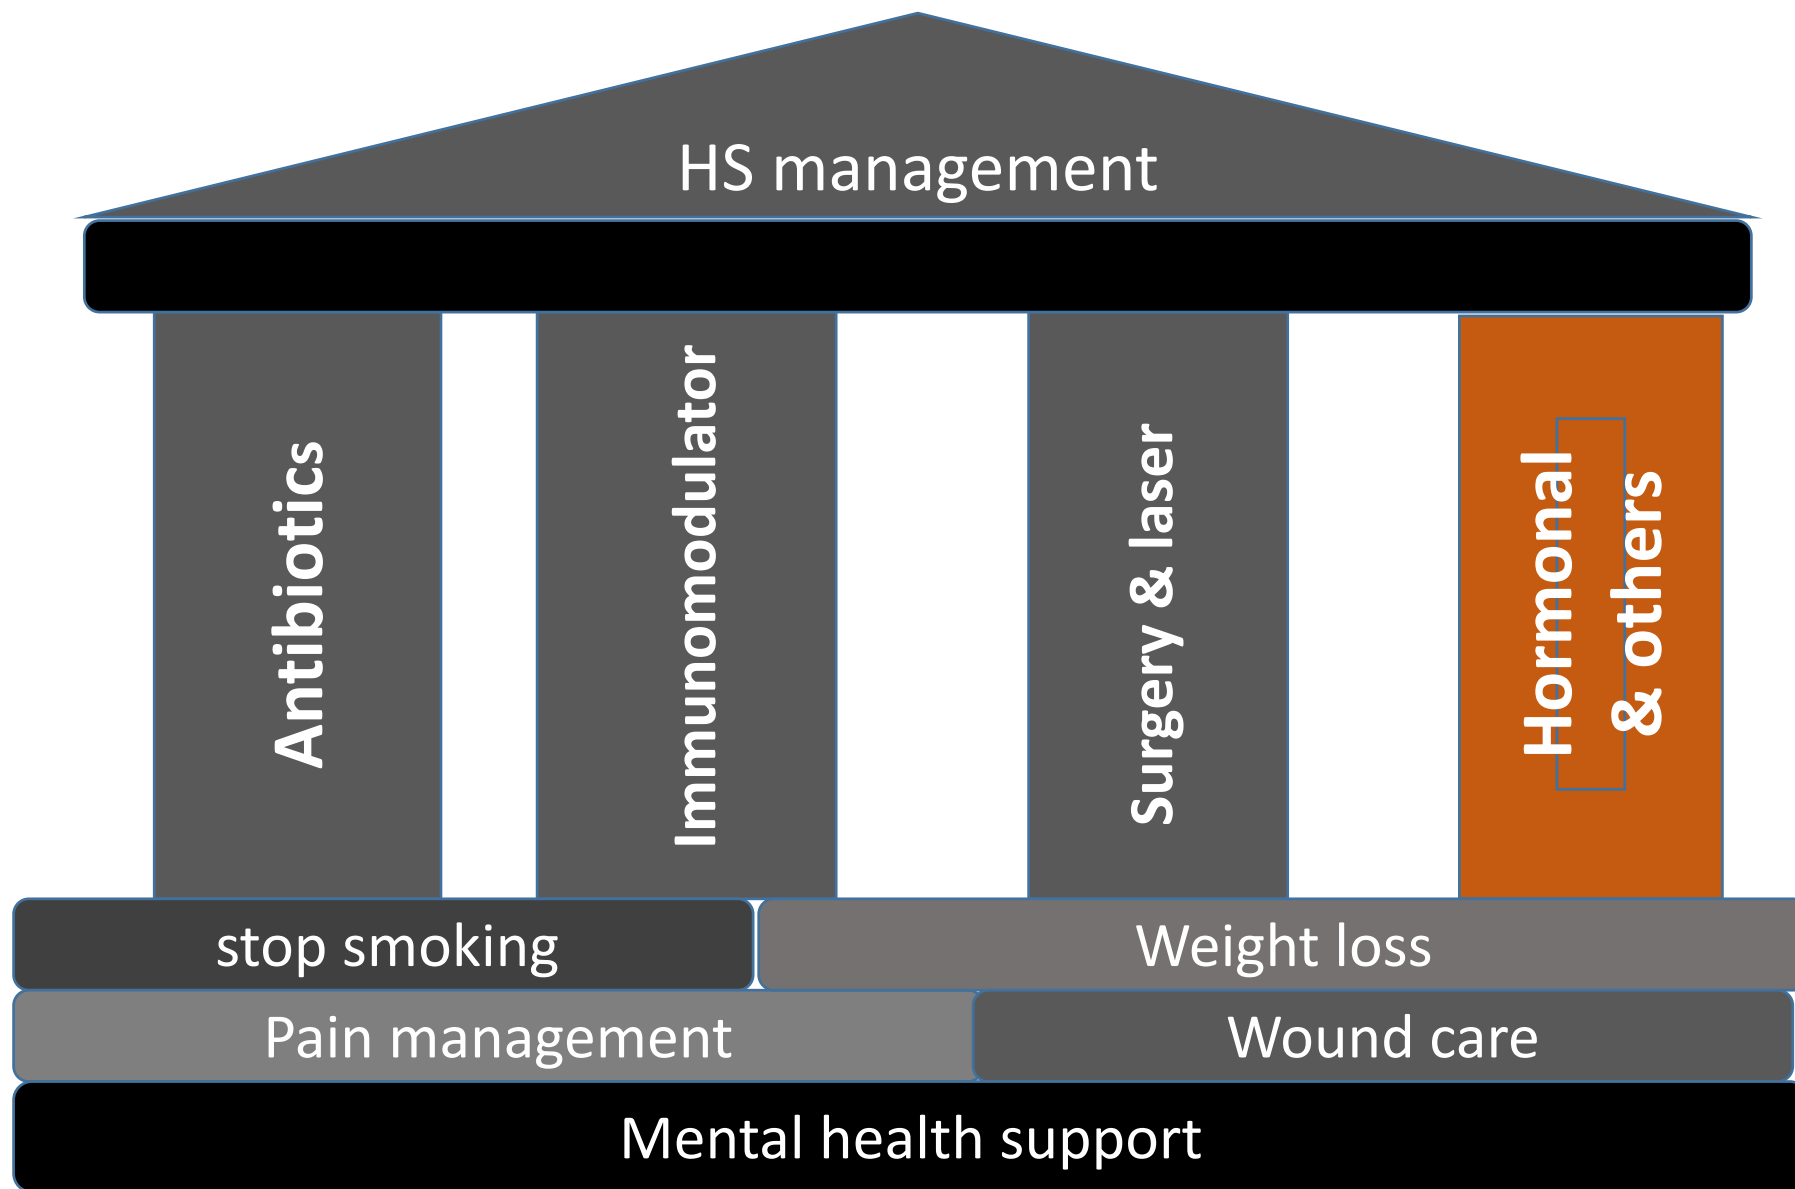 HS management
Antibiotics
Immunomodulator
Surgery & laser
Hormonal
& others
stop smoking
Weight loss
Pain management
Wound care
Mental health support